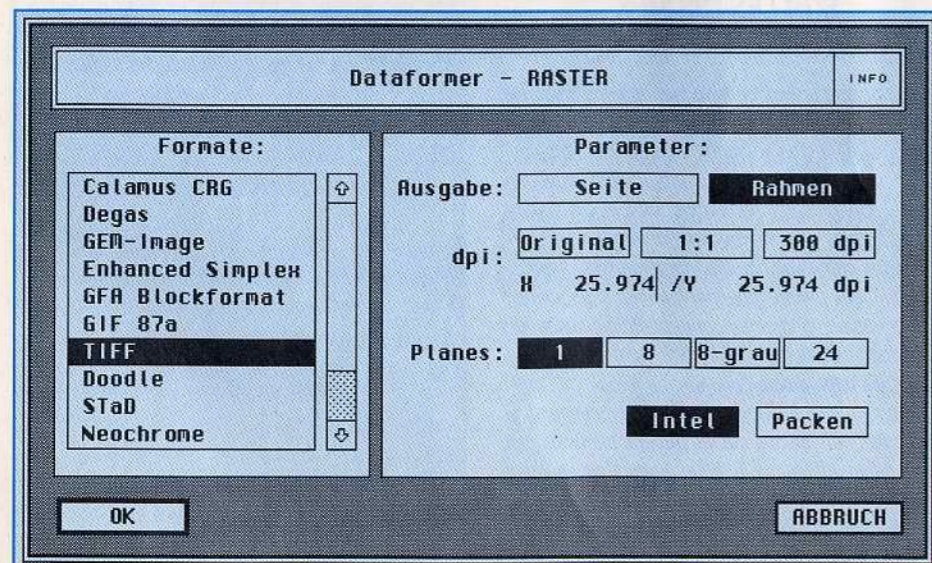 Dataformer - RASTER
INFO
Formate:
Calamus CRG
Degas
GEM-Image
Enhanced Simplex
GFA Blockformat
GIF 87a
TIFF
Doodle
STaD
Neochrome
Parameter:
Ausgabe: Seite Rahmen
dpi: Original 1:1 300 dpi
X 25.974 /Y 25.974 dpi
Planes: 1 8 8-grau 24
Intel Packen
OK
ABBRUCH